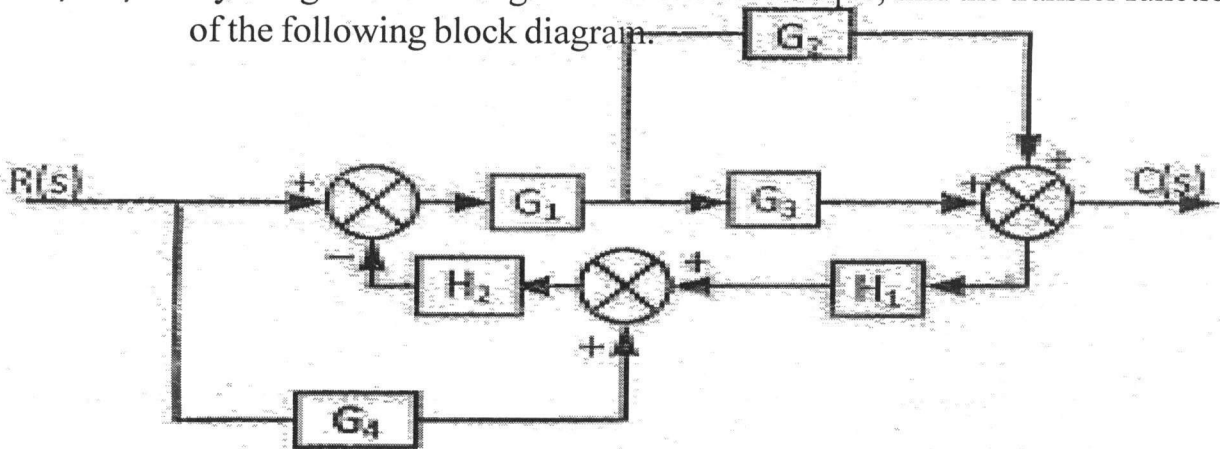 of the following block diagram.
G₂
R(s)
+
G₁
+
G₃
+
C(s)
−
H₂
+
H₁
+
G₄